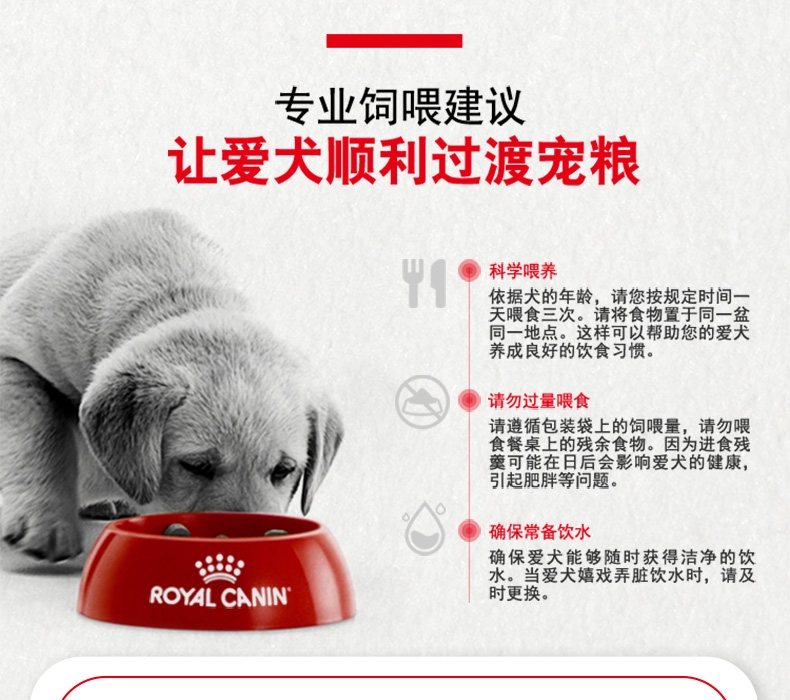 专业饲喂建议
让爱犬顺利过渡宠粮
科学喂养
依据犬的年龄，请您按规定时间一
天喂食三次。请将食物置于同一盆
同一地点。这样可以帮助您的爱犬
养成良好的饮食习惯。
请勿过量喂食
请遵循包装袋上的饲喂量，请勿喂
食餐桌上的残余食物。因为进食残
羹可能在日后会影响爱犬的健康，
引起肥胖等问题。
确保常备饮水
确保爱犬能够随时获得洁净的饮
水。当爱犬嬉戏弄脏饮水时，请及
时更换。
ROYAL CANIN